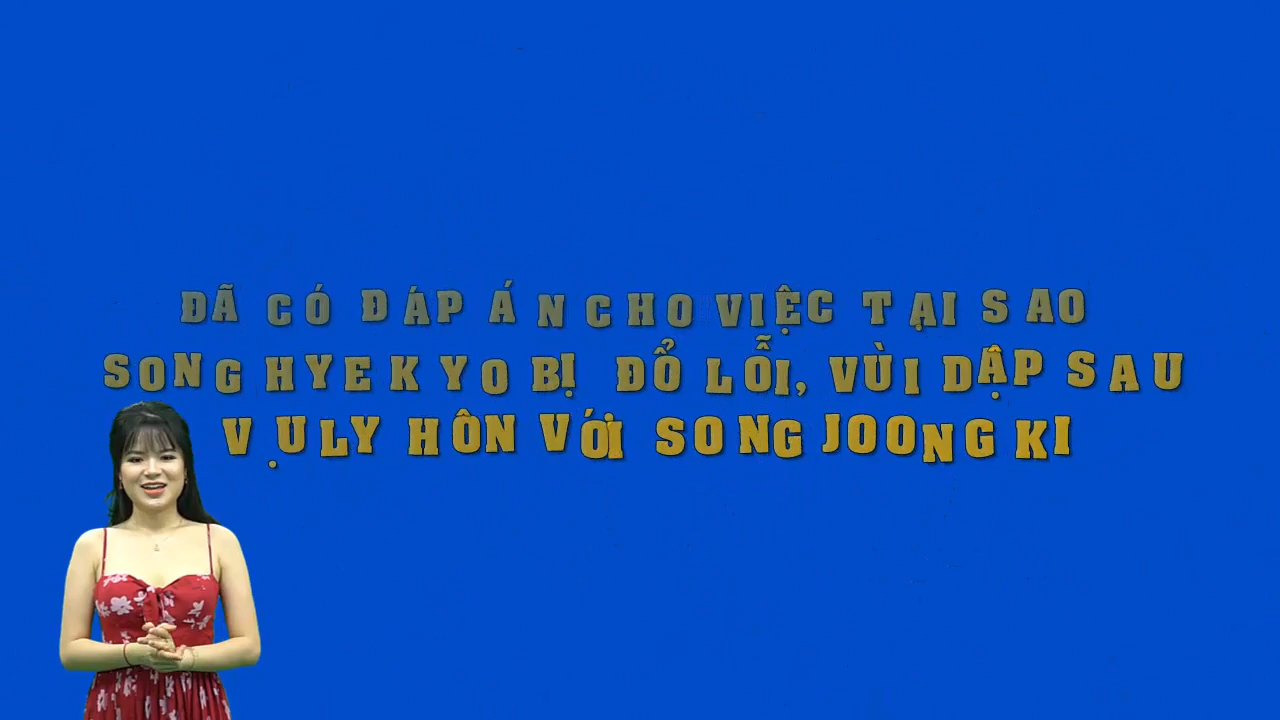 ĐÃ CÓ ĐÁP ÁN CHO VIỆC TẠI SAO
SONG HYE KYO BỊ ĐỔ LỖI, VÙI DẬP SAU
VỤ LY HÔN VỚI SONG JOONG KI